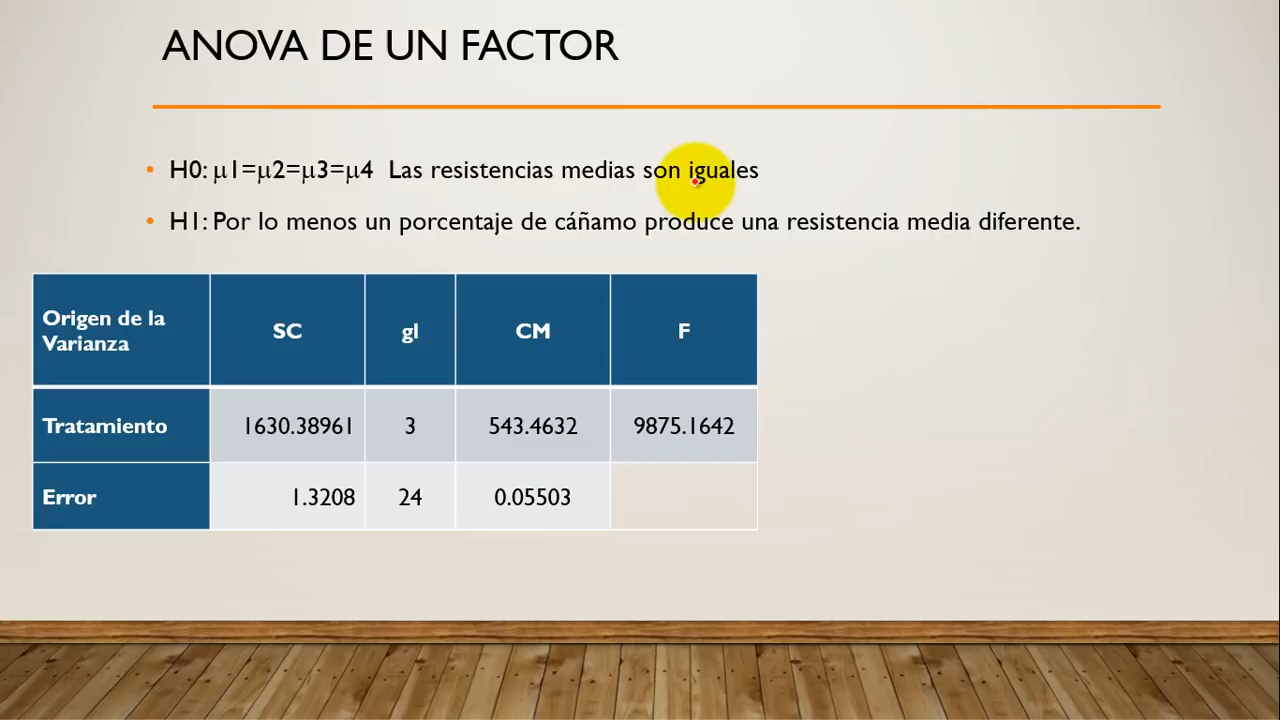 ANOVA DE UN FACTOR
• H0: μ1=μ2=μ3=μ4 Las resistencias medias son iguales
• H1: Por lo menos un porcentaje de cáñamo produce una resistencia media diferente.
Origen de la
Varianza
SC
gl
CM
F
Tratamiento
1630.38961
3
543.4632
9875.1642
Error
1.3208
24
0.05503